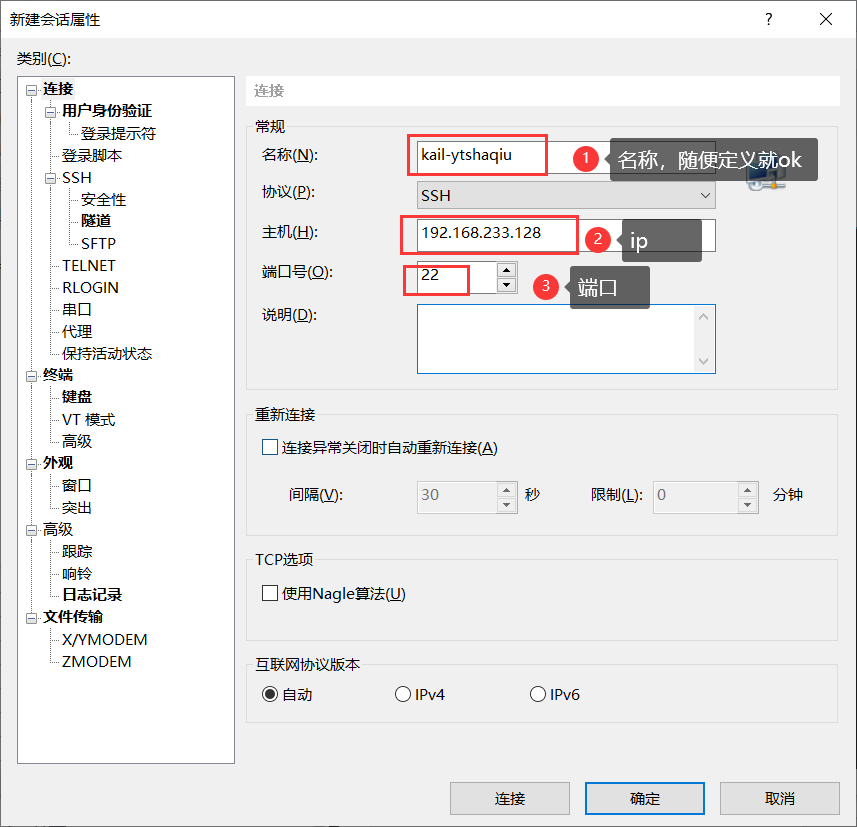 新建会话属性
?
类别(C):
连接
用户身份验证
登录提示符
登录脚本
SSH
安全性
隧道
SFTP
TELNET
RLOGIN
串口
代理
保持活动状态
终端
键盘
VT 模式
高级
外观
窗口
突出
高级
跟踪
响铃
日志记录
文件传输
X/YMODEM
ZMODEM
连接
常规
名称(N): kail-ytshaqiu 1 名称，随便定义就ok
协议(P): SSH
主机(H): 192.168.233.128 2 ip
端口号(O): 22 3 端口
说明(D):
重新连接
连接异常关闭时自动重新连接(A)
间隔(V): 30 秒 限制(L): 0 分钟
TCP选项
使用Nagle算法(U)
互联网协议版本
自动 IPv4 IPv6
连接 确定 取消